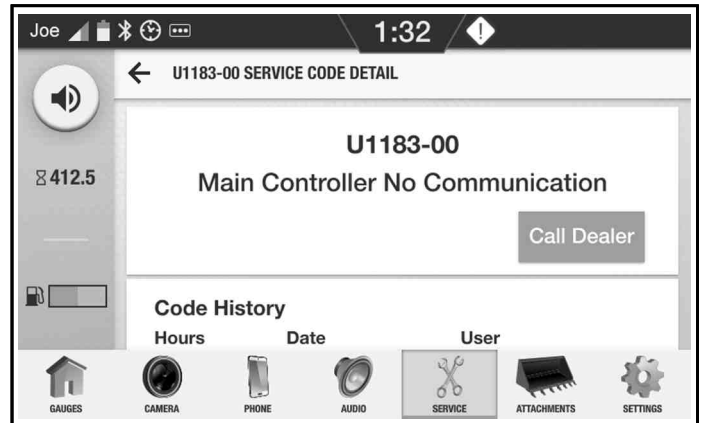 Joe 1:32
U1183-00 SERVICE CODE DETAIL
U1183-00
412.5
Main Controller No Communication
Call Dealer
Code History
Hours Date User
GAUGES CAMERA PHONE AUDIO SERVICE ATTACHMENTS SETTINGS